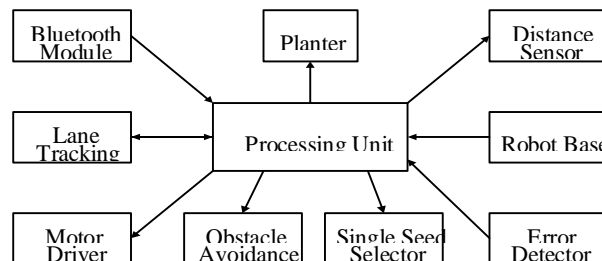 Bluetooth
Module
Planter
Distance
Sensor
Lane
Tracking
Processing Unit
Robot Base
Motor
Driver
Obstacle
Avoidance
Single Seed
Selector
Error
Detector